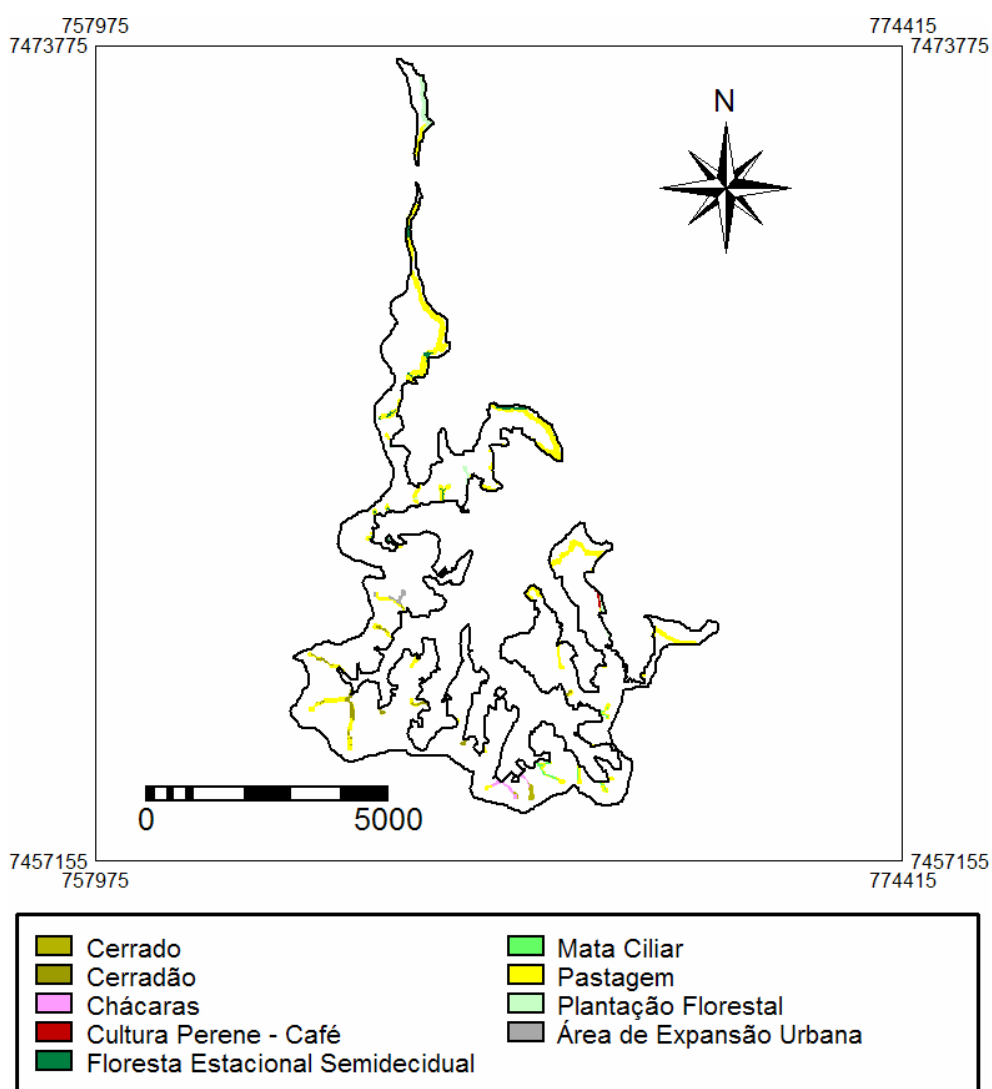 757975 774415
7473775 7473775
N
0 5000
7457155 7457155
757975 774415
Cerrado
Cerradão
Chácaras
Cultura Perene - Café
Floresta Estacional Semidecidual
Mata Ciliar
Pastagem
Plantação Florestal
Área de Expansão Urbana